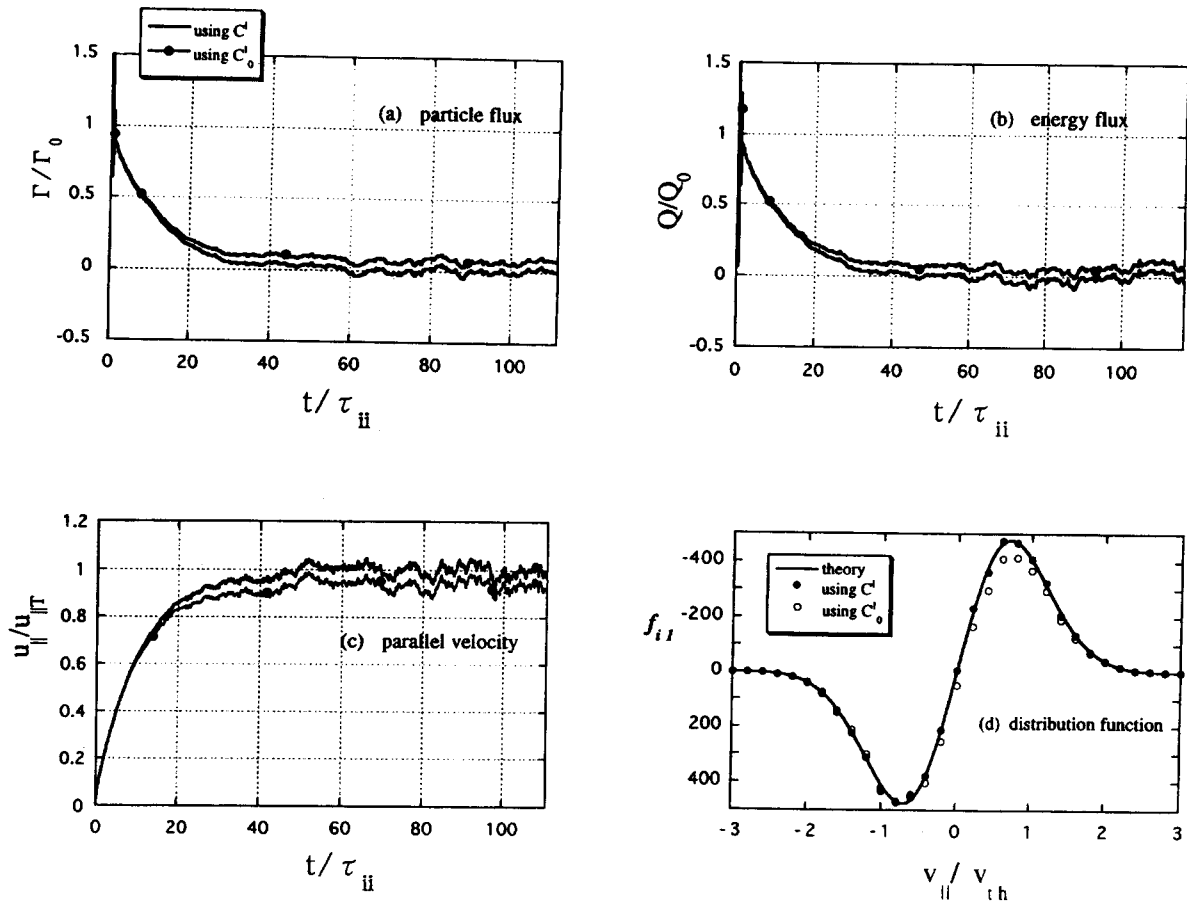 using C^l
using C^l_0
1.5
1
0.5
0
-0.5
Γ/Γ_0
(a) particle flux
0 20 40 60 80 100
t/τ_ii
1.5
1
0.5
0
-0.5
Q/Q_0
(b) energy flux
0 20 40 60 80 100
t/τ_ii
1.2
1
0.8
0.6
0.4
0.2
0
u_||/u_||T
(c) parallel velocity
0 20 40 60 80 100
t/τ_ii
-400
-200
0
200
400
f_i1
theory
using C^l
using C^l_0
(d) distribution function
-3 -2 -1 0 1 2 3
v_||/v_th